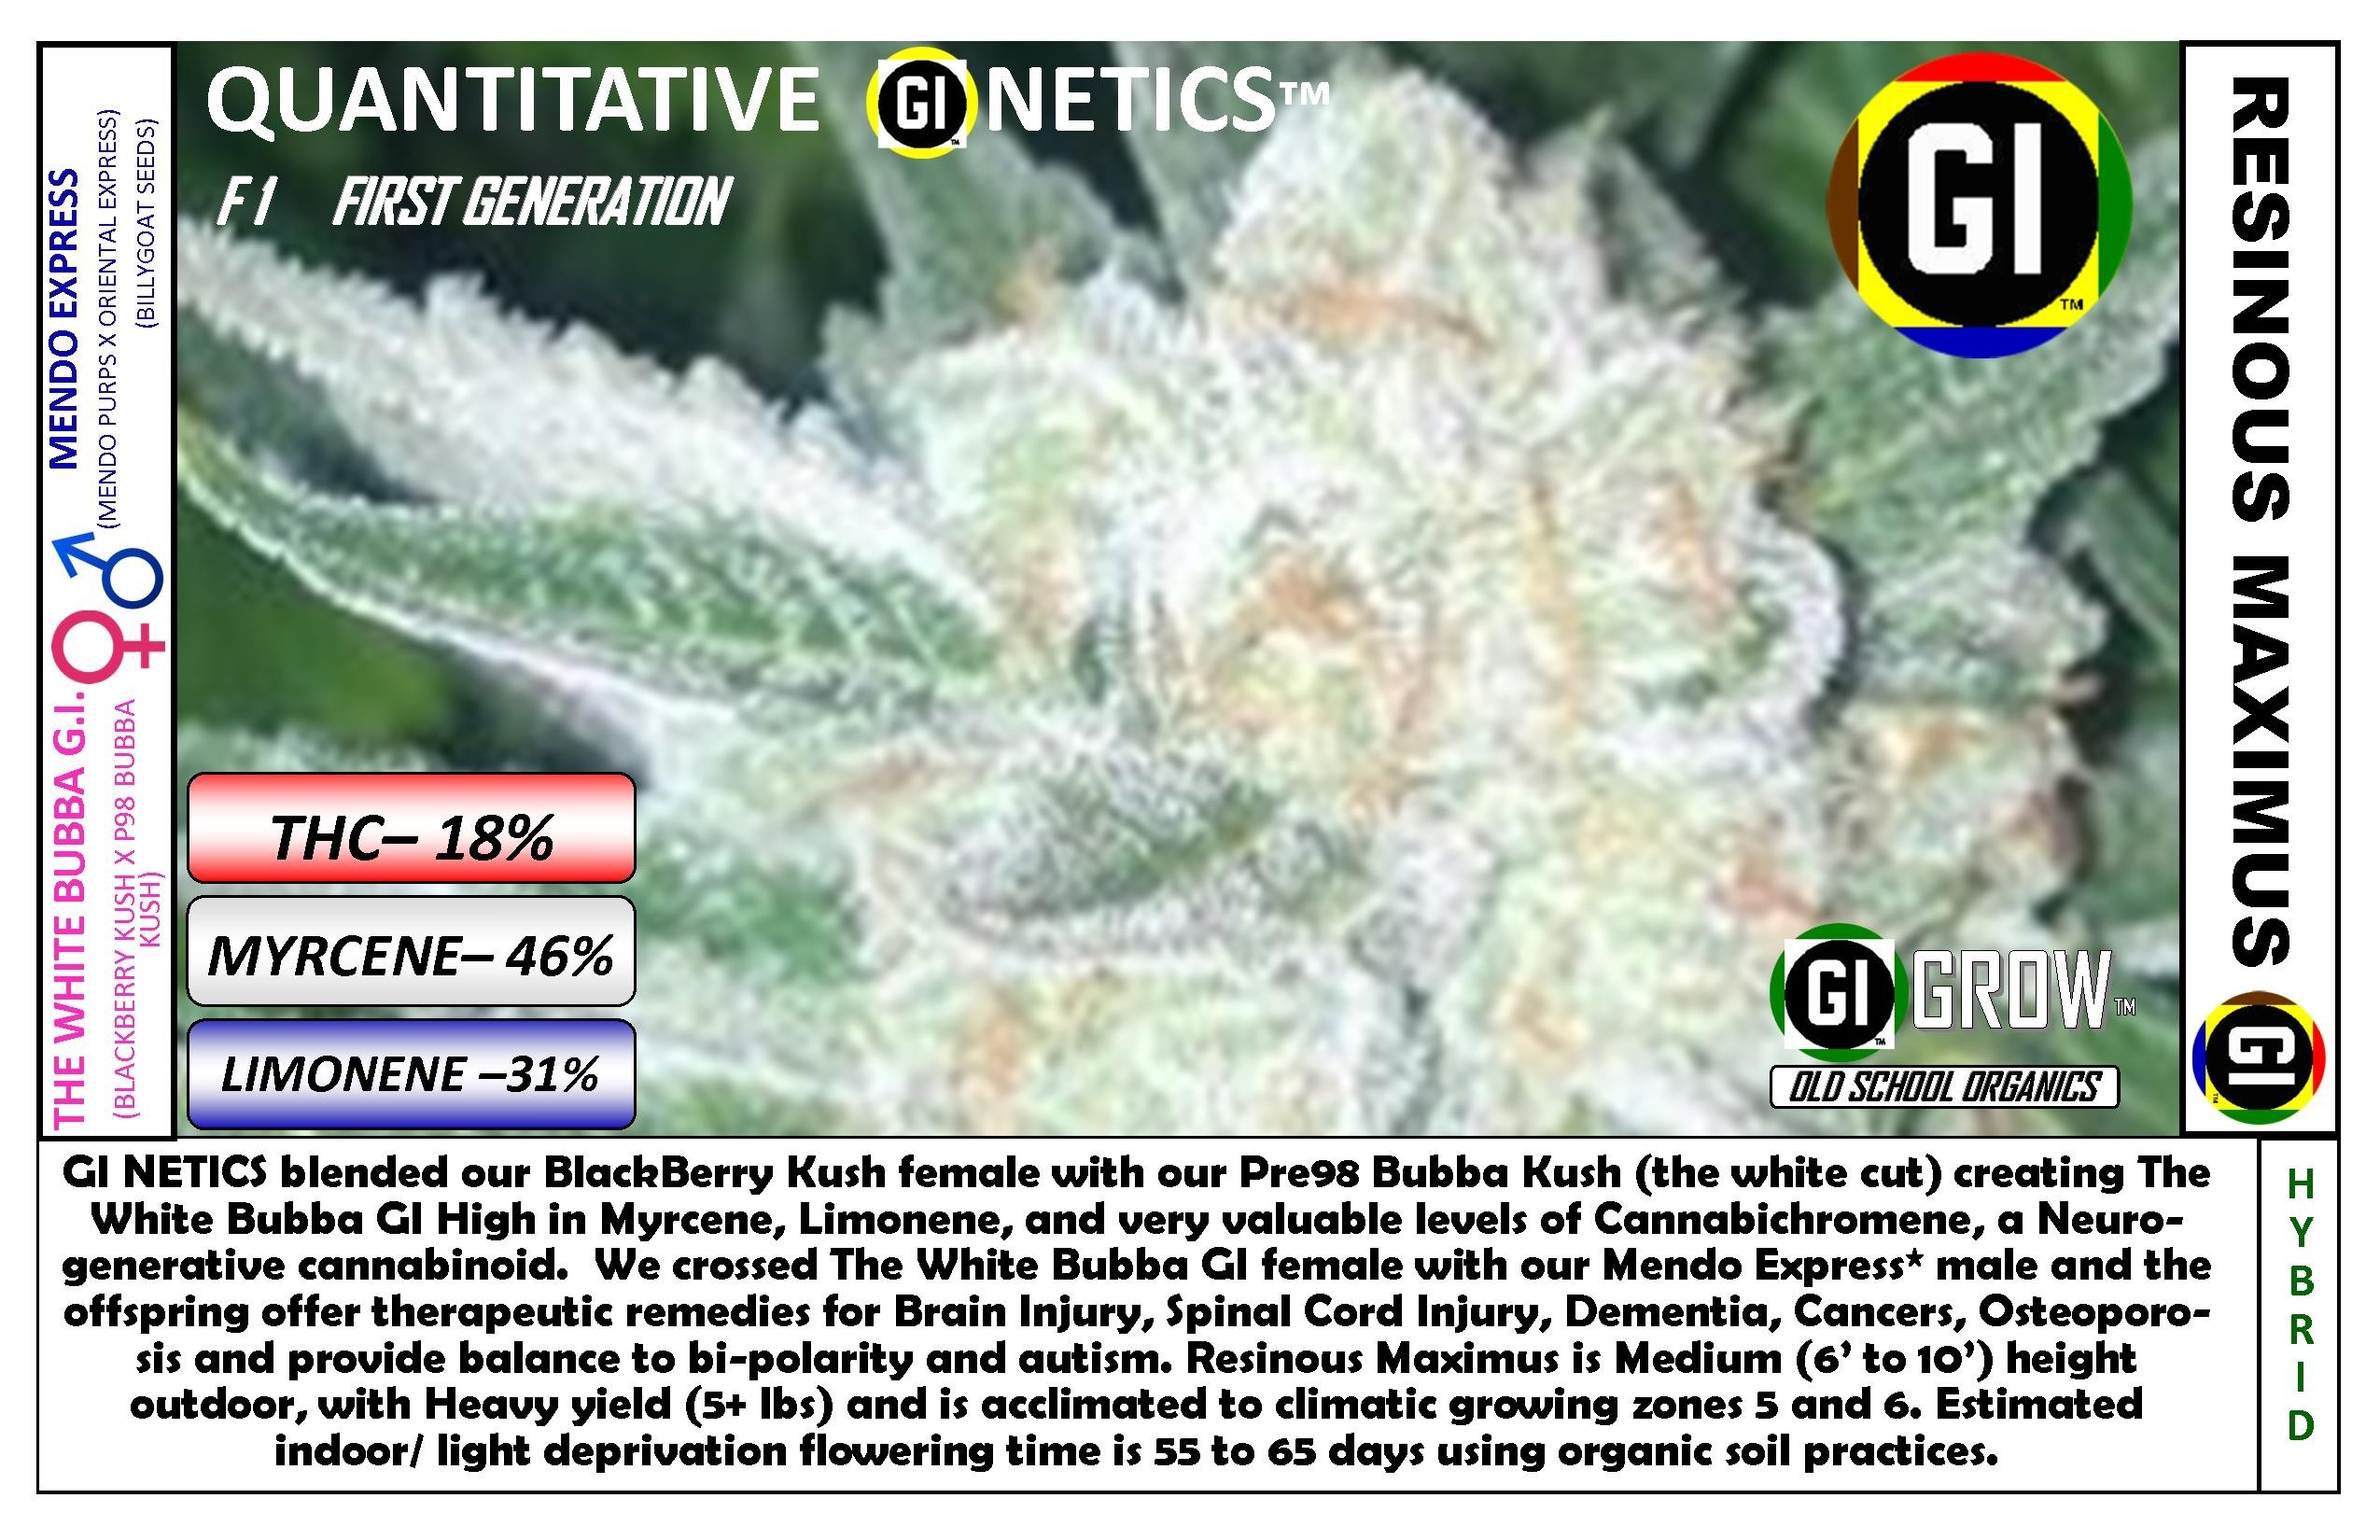 QUANTITATIVE GI NETICS™
F 1 FIRST GENERATION
GI
TM
MENDO EXPRESS
(MENDO PURPS X ORIENTAL EXPRESS)
(BILLYGOAT SEEDS)
THE WHITE BUBBA G.I.
(BLACKBERRY KUSH X P98 BUBBA
KUSH)
THC– 18%
MYRCENE– 46%
LIMONENE –31%
GI GROW TM
OLD SCHOOL ORGANICS
RESINOUS MAXIMUS
GI
GI NETICS blended our BlackBerry Kush female with our Pre98 Bubba Kush (the white cut) creating The
White Bubba GI High in Myrcene, Limonene, and very valuable levels of Cannabichromene, a Neuro-
generative cannabinoid. We crossed The White Bubba GI female with our Mendo Express* male and the
offspring offer therapeutic remedies for Brain Injury, Spinal Cord Injury, Dementia, Cancers, Osteoporo-
sis and provide balance to bi-polarity and autism. Resinous Maximus is Medium (6’ to 10’) height
outdoor, with Heavy yield (5+ lbs) and is acclimated to climatic growing zones 5 and 6. Estimated
indoor/ light deprivation flowering time is 55 to 65 days using organic soil practices.
HYBRID